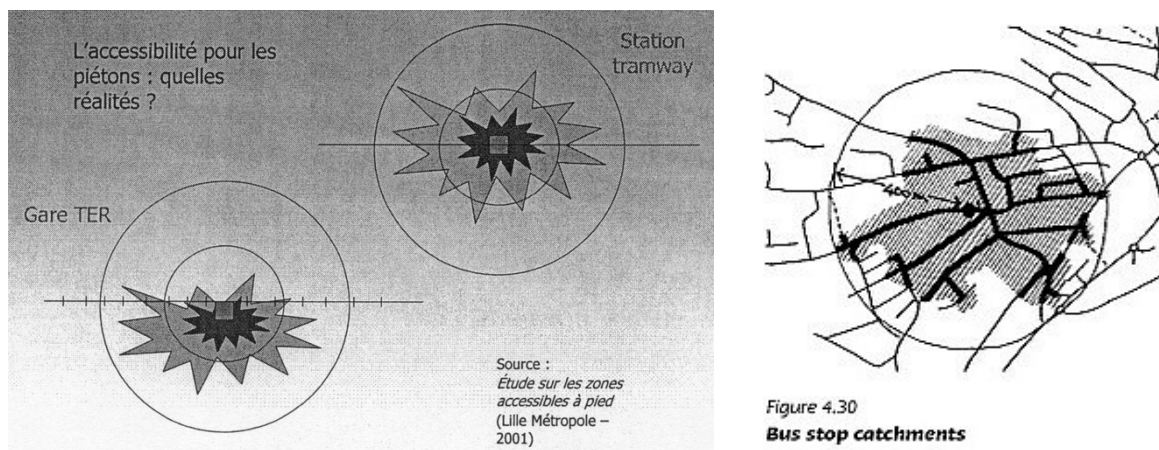 L'accessibilité pour les
piétons : quelles
réalités ?
Station
tramway
Gare TER
Source :
Étude sur les zones
accessibles à pied
(Lille Métropole –
2001)
400m
Figure 4.30
Bus stop catchments